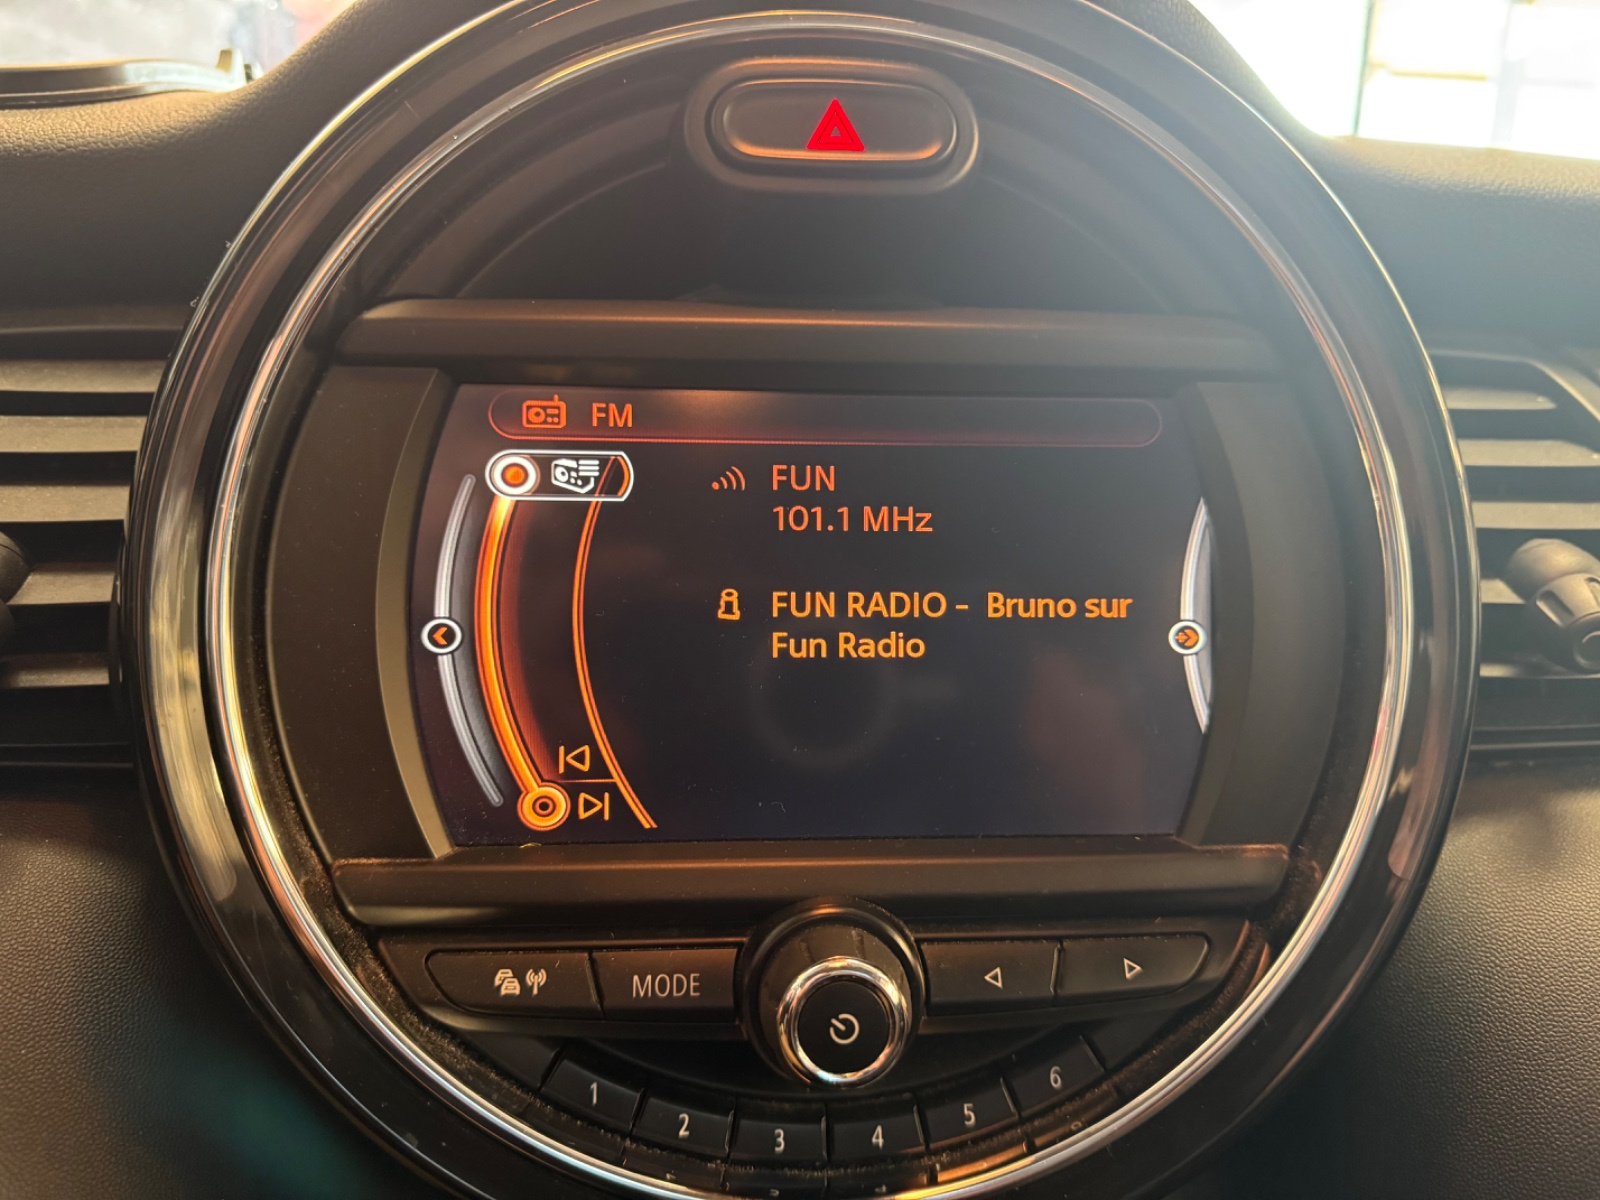 FM
FUN
101.1 MHz
FUN RADIO - Bruno sur
Fun Radio
MODE
1
2
3
4
5
6